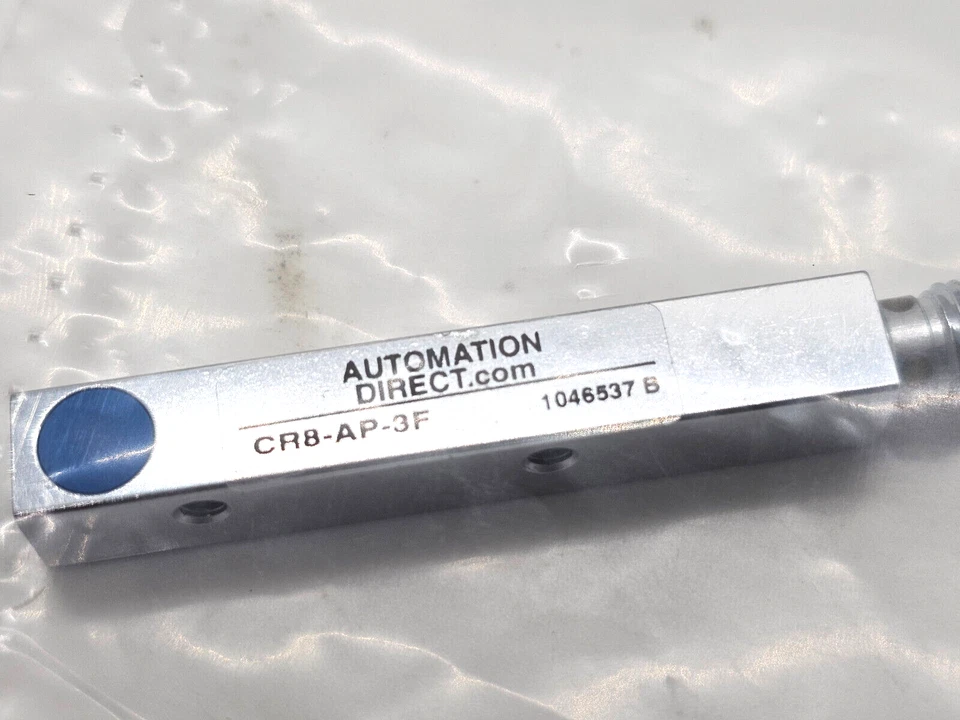 AUTOMATION
DIRECT.com
CR8-AP-3F
1046537 B